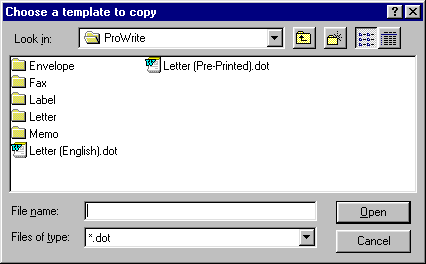 Choose a template to copy
Look in: ProWrite
Envelope
Fax
Label
Letter
Memo
Letter (English).dot
Letter (Pre-Printed).dot
File name:
Open
Files of type: *.dot
Cancel